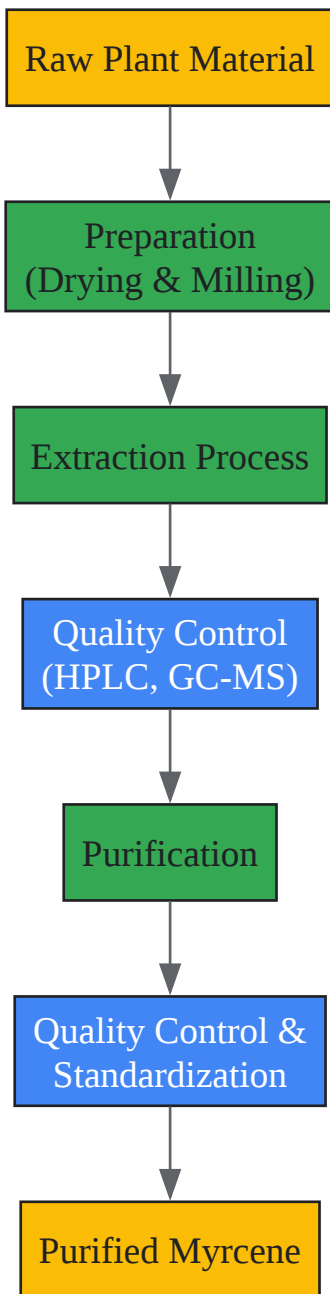 Raw Plant Material
Preparation
(Drying & Milling)
Extraction Process
Quality Control
(HPLC, GC-MS)
Purification
Quality Control &
Standardization
Purified Myrcene